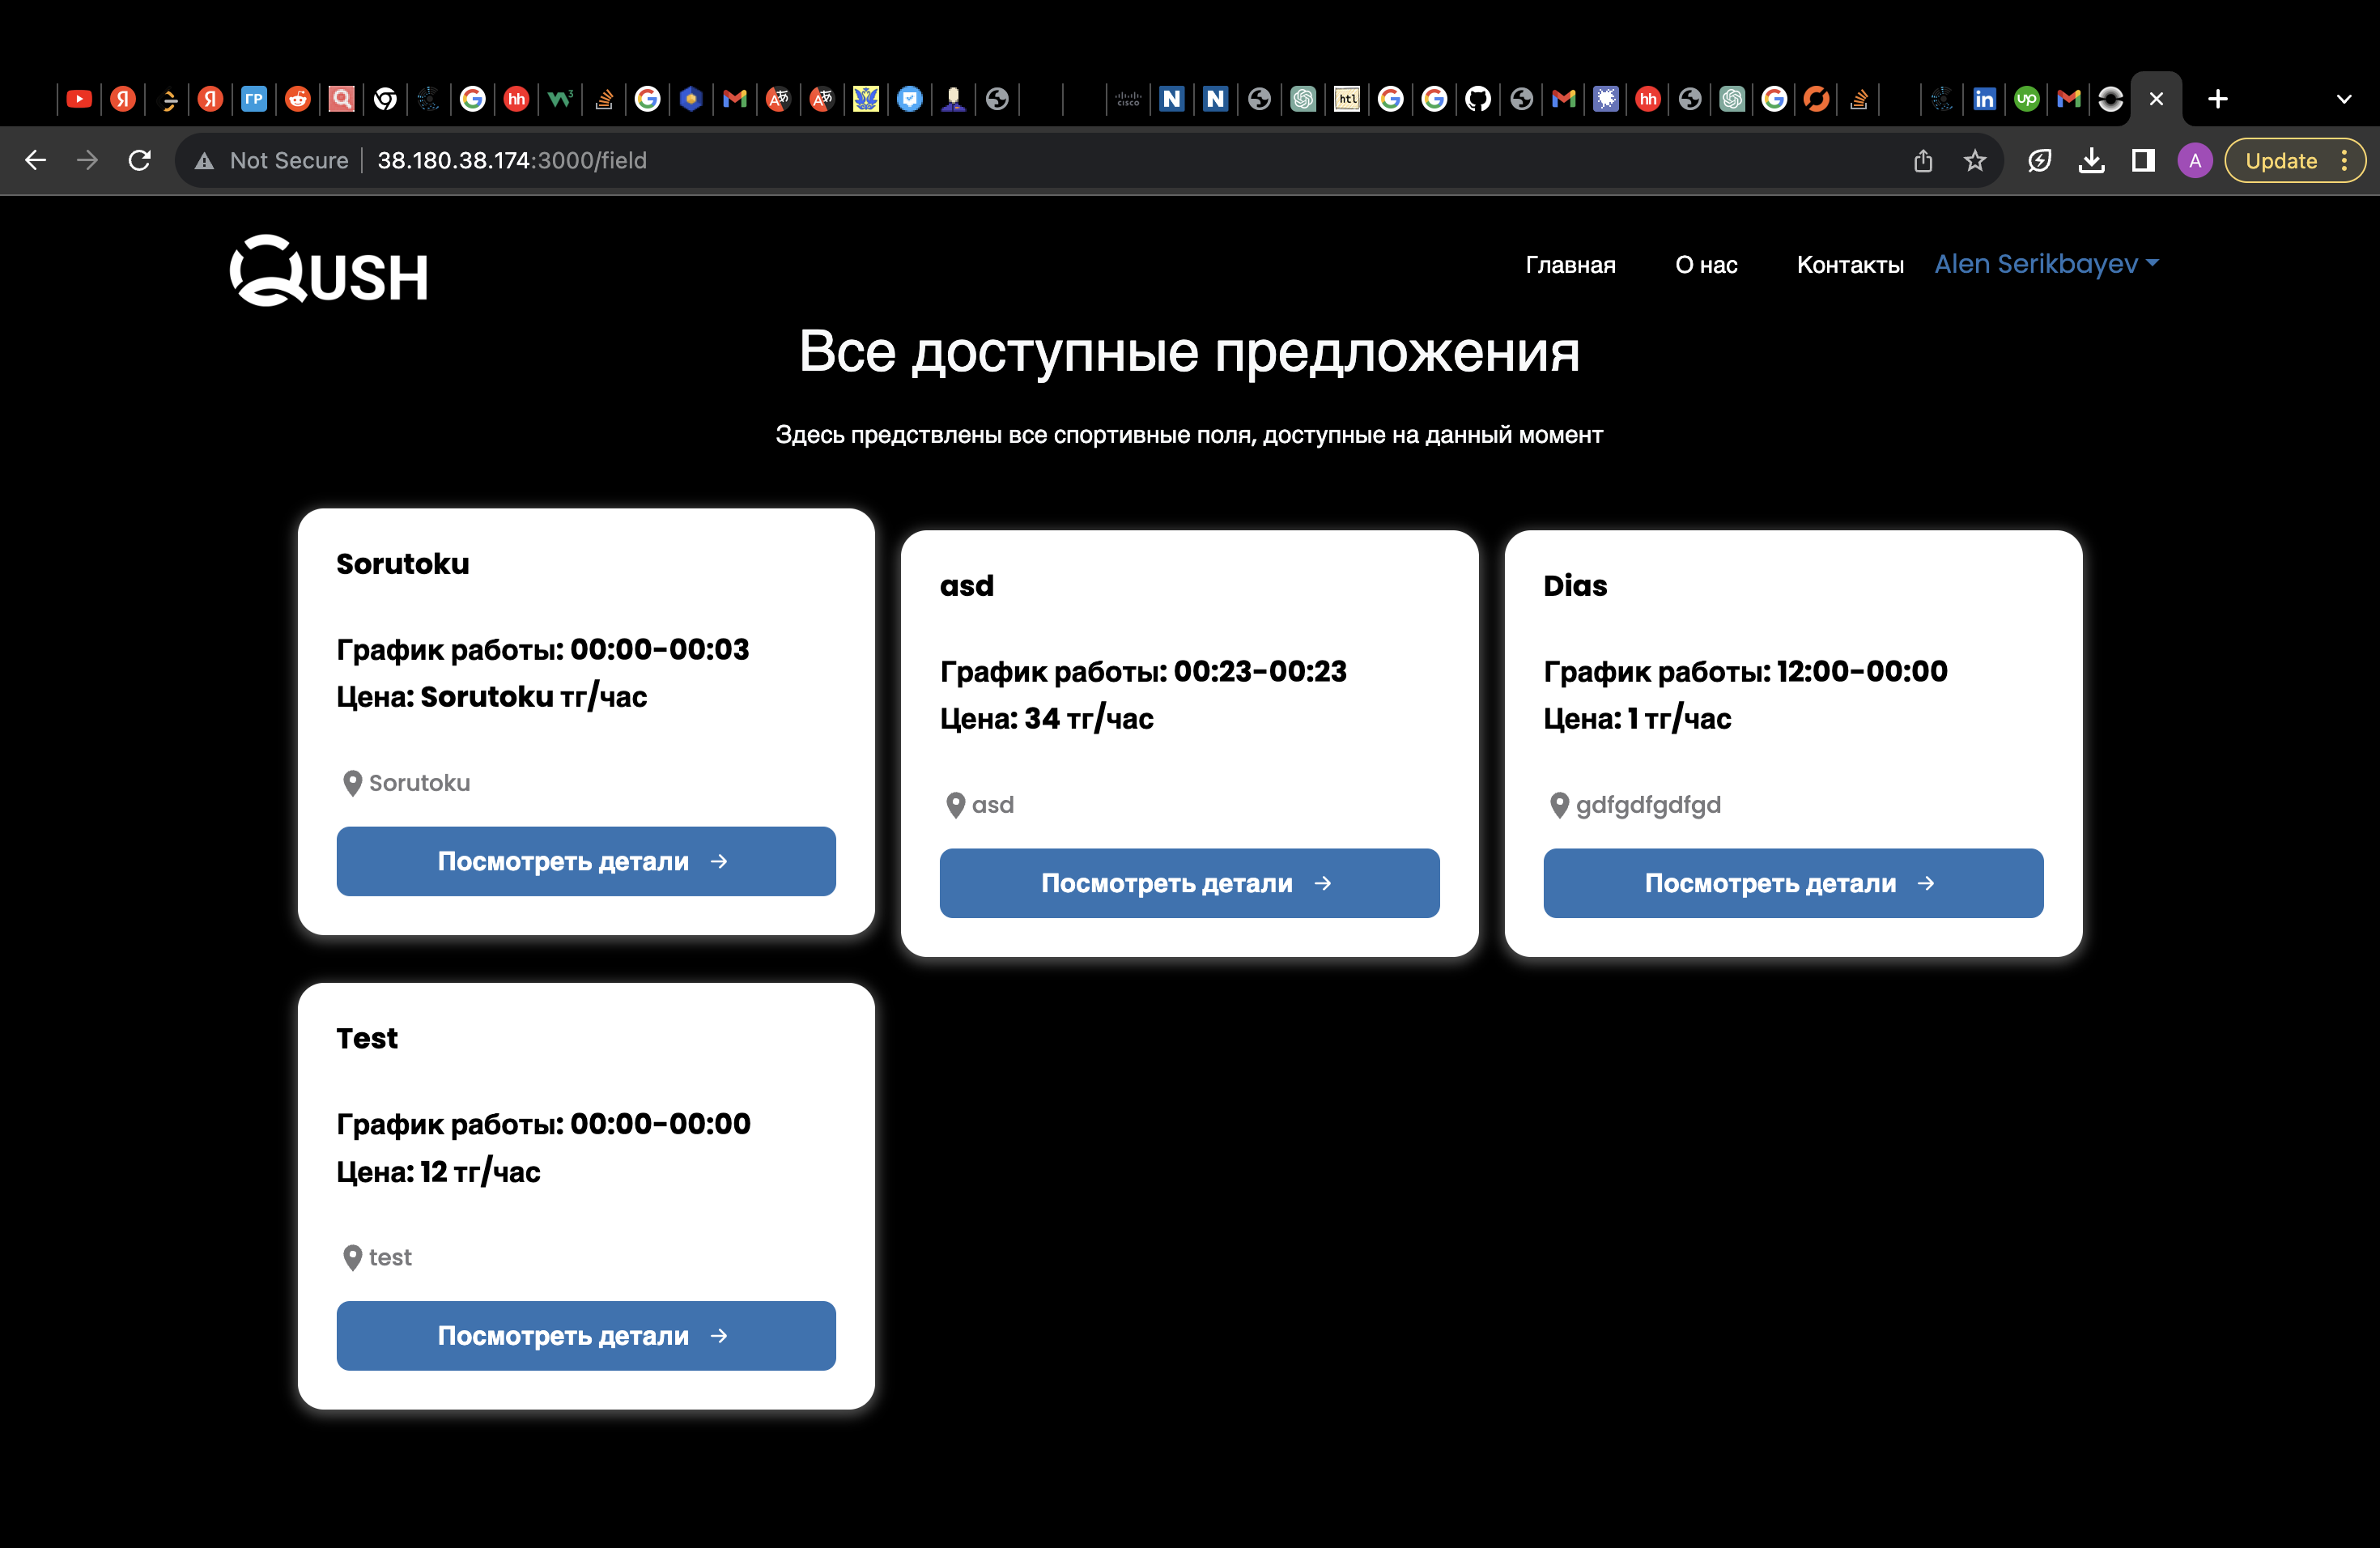 Not Secure
38.180.38.174:3000/field
Update
QUSH
Главная
О нас
Контакты
Alen Serikbayev
Все доступные предложения
Здесь предствлены все спортивные поля, доступные на данный момент
Sorutoku
График работы: 00:00-00:03
Цена: Sorutoku тг/час
Sorutoku
Посмотреть детали →
asd
График работы: 00:23-00:23
Цена: 34 тг/час
asd
Посмотреть детали →
Dias
График работы: 12:00-00:00
Цена: 1 тг/час
gdfgdfgdfgd
Посмотреть детали →
Test
График работы: 00:00-00:00
Цена: 12 тг/час
test
Посмотреть детали →